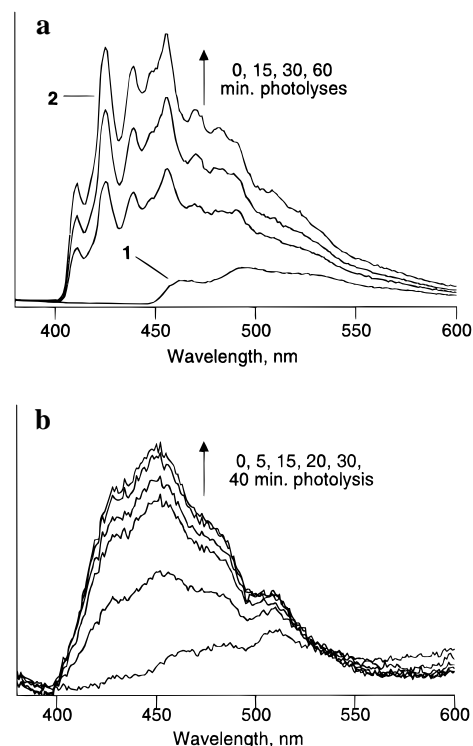 a
2
0, 15, 30, 60
min. photolyses
1
400 450 500 550 600
Wavelength, nm
b
0, 5, 15, 20, 30,
40 min. photolysis
400 450 500 550 600
Wavelength, nm